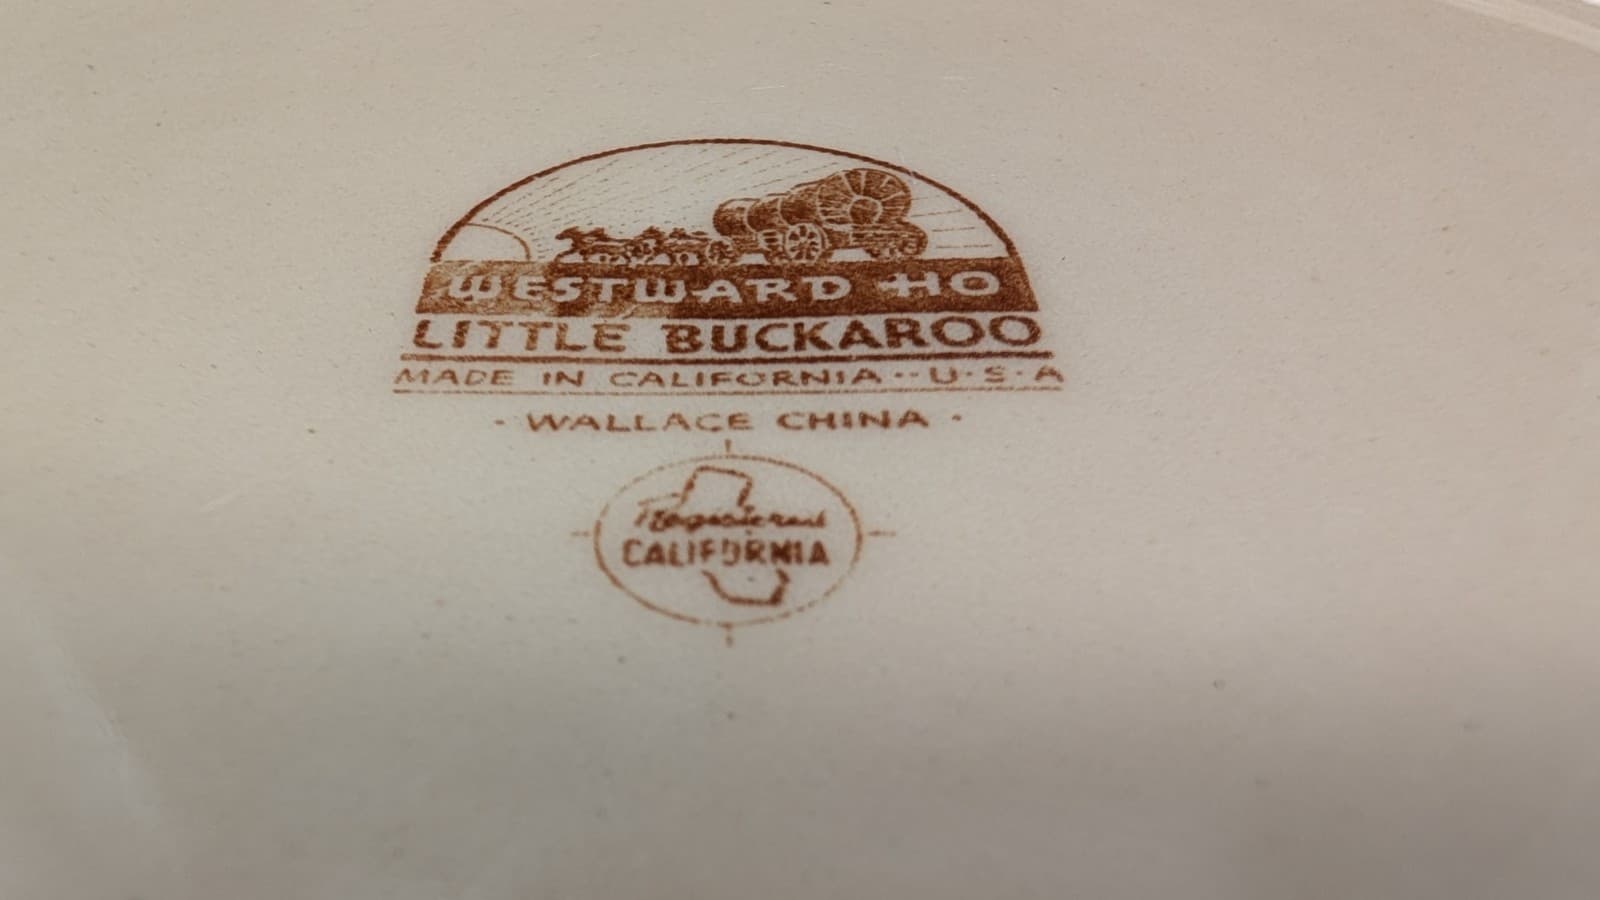 WESTWARD HO
LITTLE BUCKAROO
MADE IN CALIFORNIA·· U·S·A
· WALLACE CHINA ·
Registered
CALIFORNIA